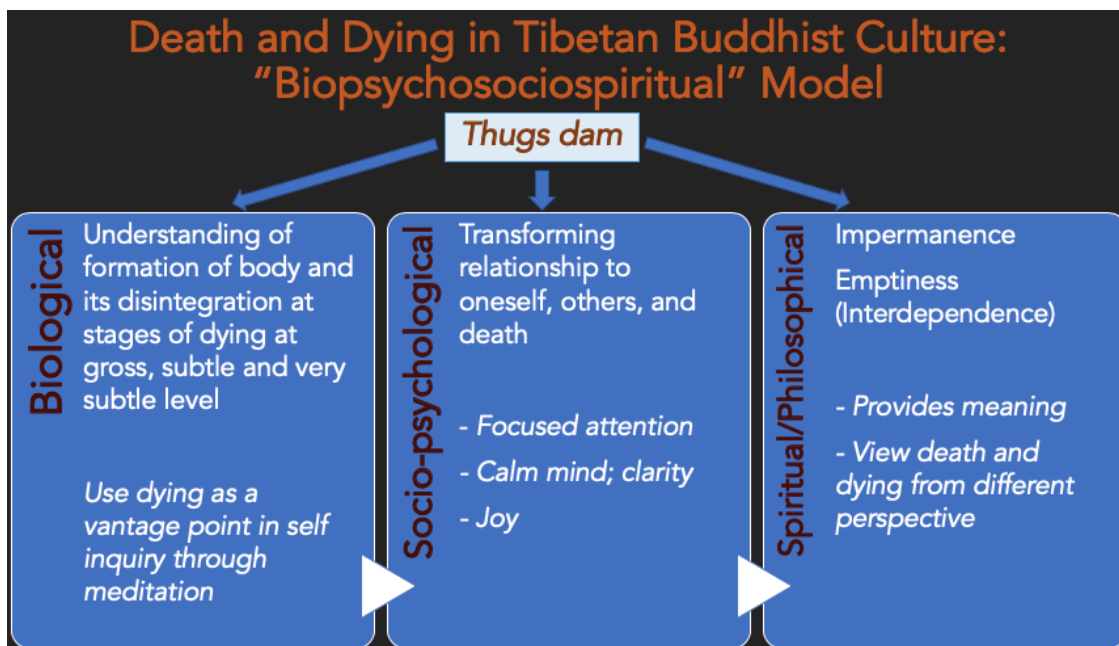 Death and Dying in Tibetan Buddhist Culture:
“Biopsychosociospiritual” Model
Thugs dam
Biological
Understanding of
formation of body and
its disintegration at
stages of dying at
gross, subtle and very
subtle level
Use dying as a
vantage point in self
inquiry through
meditation
Socio-psychological
Transforming
relationship to
oneself, others, and
death
- Focused attention
- Calm mind; clarity
- Joy
Spiritual/Philosophical
Impermanence
Emptiness
(Interdependence)
- Provides meaning
- View death and
dying from different
perspective